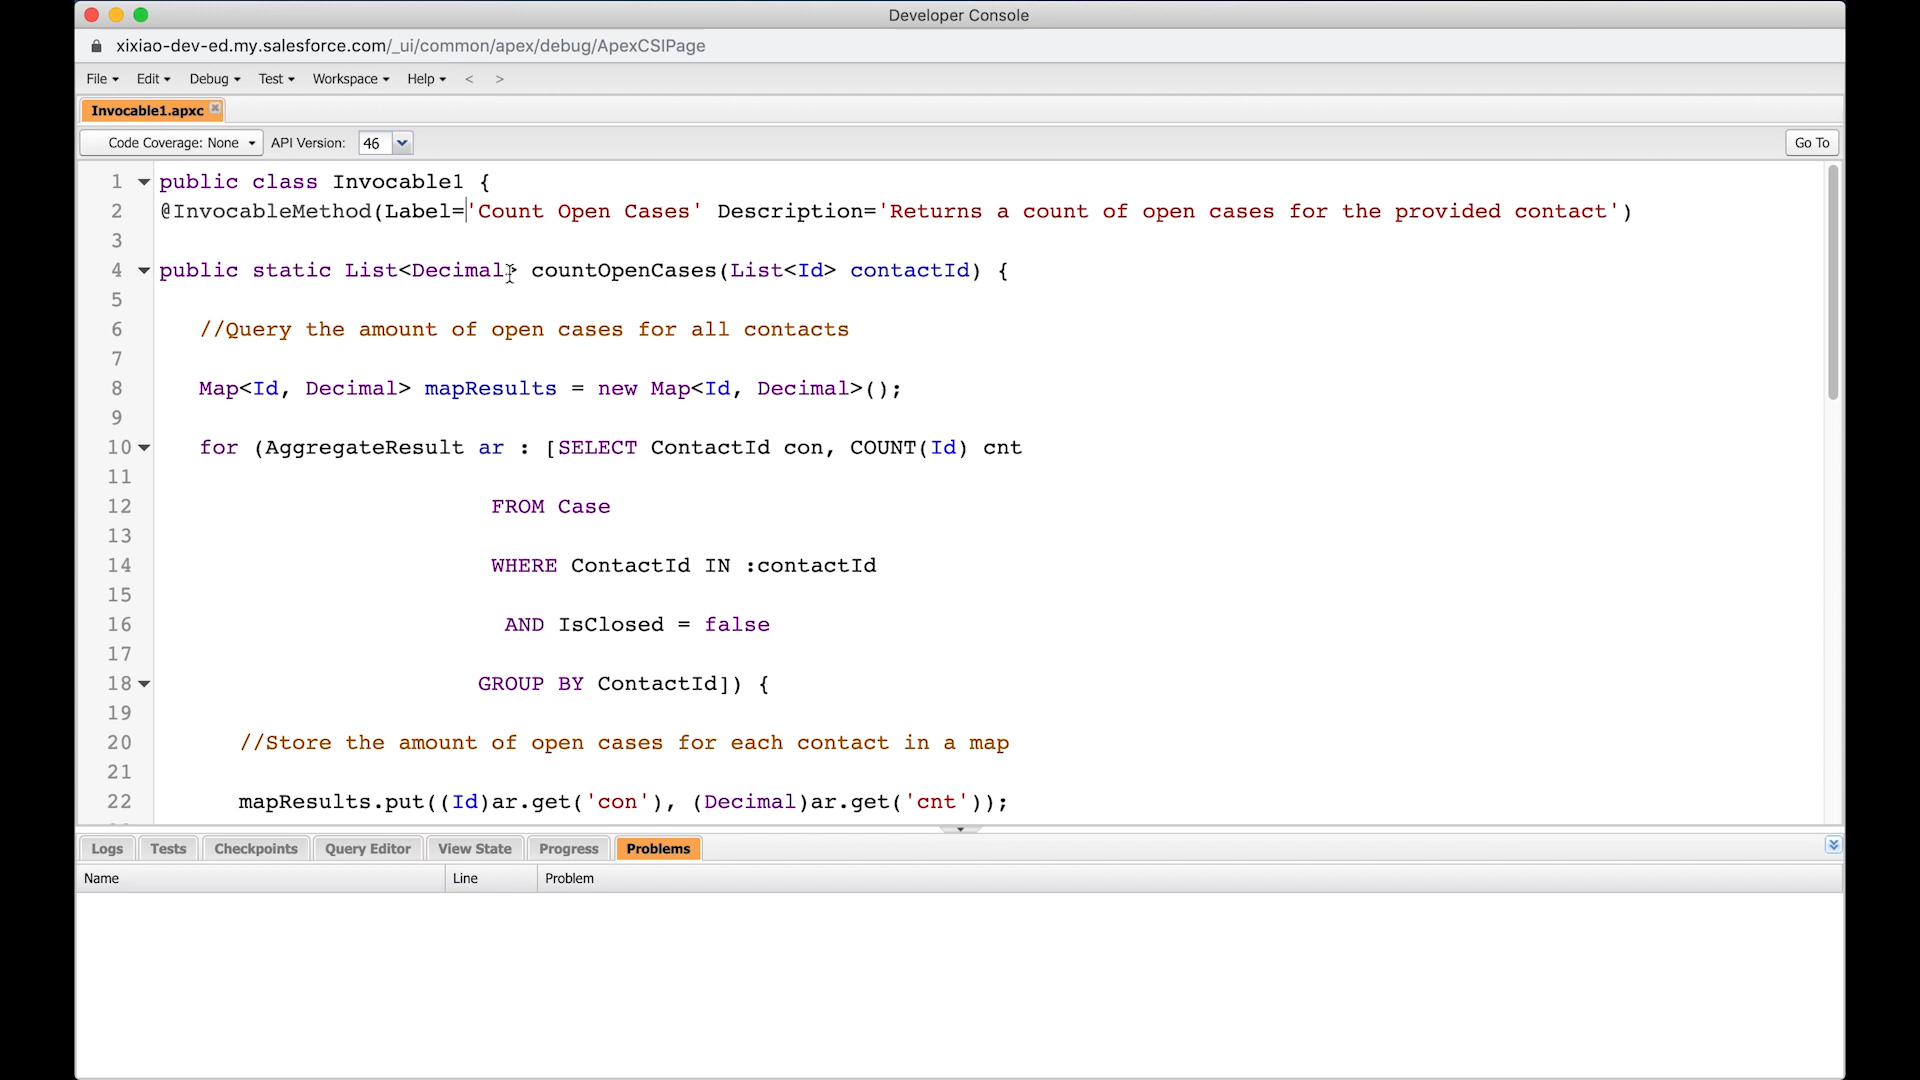 Developer Console
xixiao-dev-ed.my.salesforce.com/_ui/common/apex/debug/ApexCSIPage
File Edit Debug Test Workspace Help < >
Invocable1.apxc
Code Coverage: None API Version: 46 Go To
1 public class Invocable1 {
2 @InvocableMethod(Label='Count Open Cases' Description='Returns a count of open cases for the provided contact')
3
4 public static List<Decimal> countOpenCases(List<Id> contactId) {
5
6 //Query the amount of open cases for all contacts
7
8 Map<Id, Decimal> mapResults = new Map<Id, Decimal>();
9
10 for (AggregateResult ar : [SELECT ContactId con, COUNT(Id) cnt
11
12 FROM Case
13
14 WHERE ContactId IN :contactId
15
16 AND IsClosed = false
17
18 GROUP BY ContactId]) {
19
20 //Store the amount of open cases for each contact in a map
21
22 mapResults.put((Id)ar.get('con'), (Decimal)ar.get('cnt'));
Logs Tests Checkpoints Query Editor View State Progress Problems
Name Line Problem